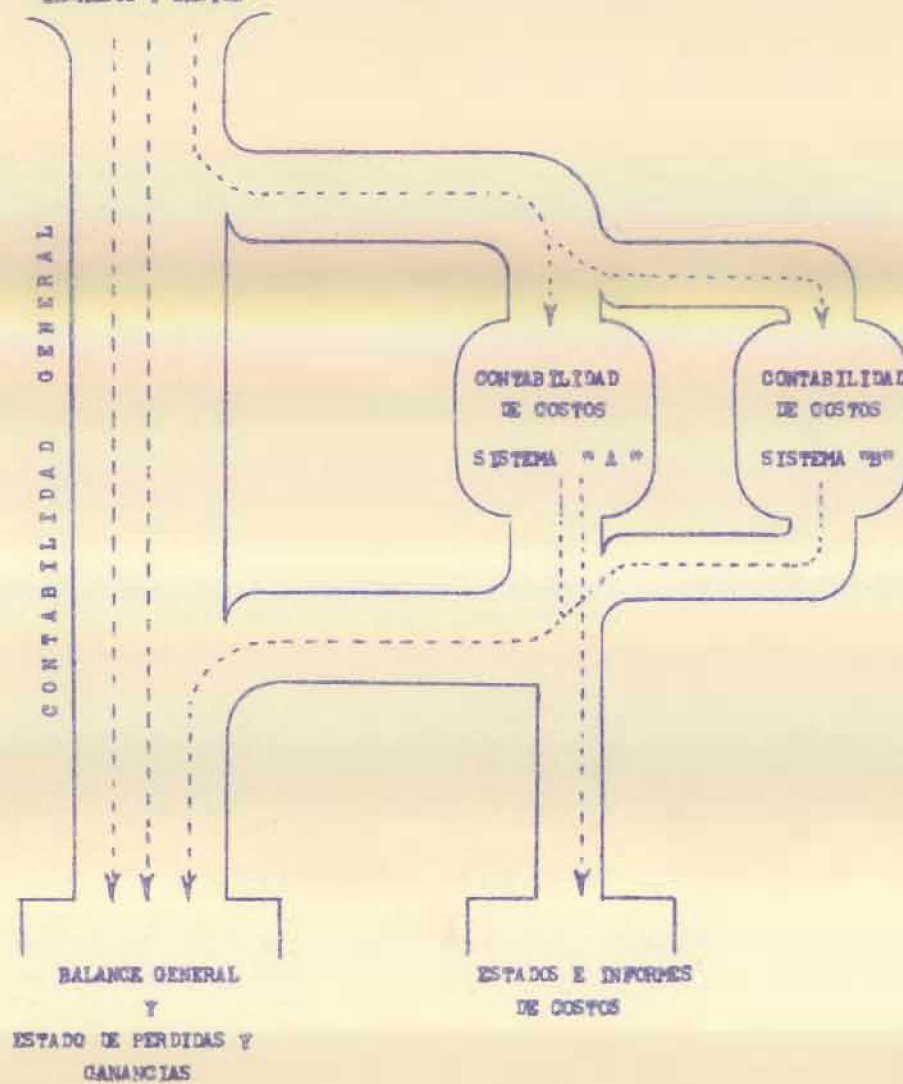 CONTABILIDAD GENERAL
CONTABILIDAD
DE COSTOS
SISTEMA "A"
CONTABILIDAD
DE COSTOS
SISTEMA "B"
BALANCE GENERAL
Y
ESTADO DE PERDIDAS Y
GANANCIAS
ESTADOS E INFORMES
DE COSTOS